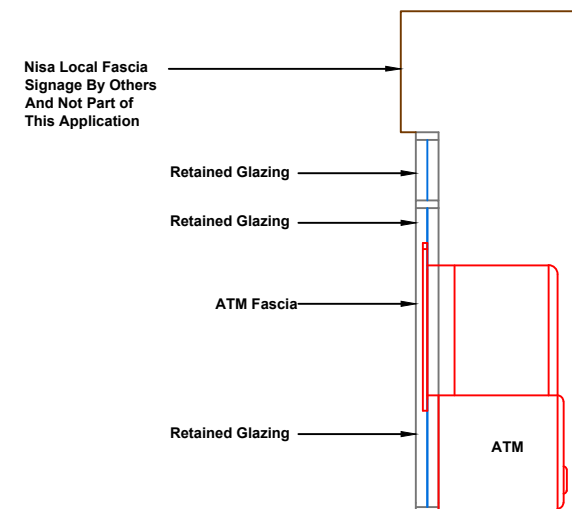 Nisa Local Fascia
Signage By Others
And Not Part of
This Application
Retained Glazing
Retained Glazing
ATM Fascia
Retained Glazing
ATM